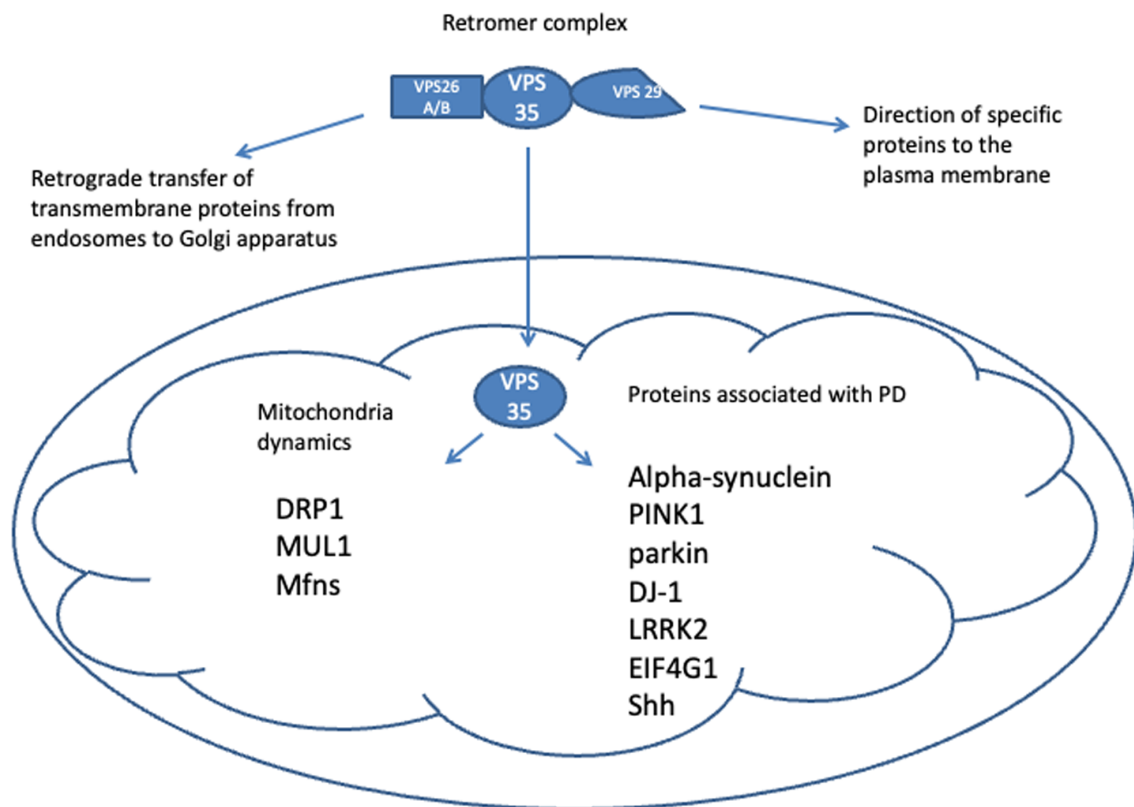 Retromer complex
VPS26
A/B
VPS
35
VPS 29
Retrograde transfer of
transmembrane proteins from
endosomes to Golgi apparatus
Direction of specific
proteins to the
plasma membrane
VPS
35
Mitochondria
dynamics
DRP1
MUL1
Mfns
Proteins associated with PD
Alpha-synuclein
PINK1
parkin
DJ-1
LRRK2
EIF4G1
Shh